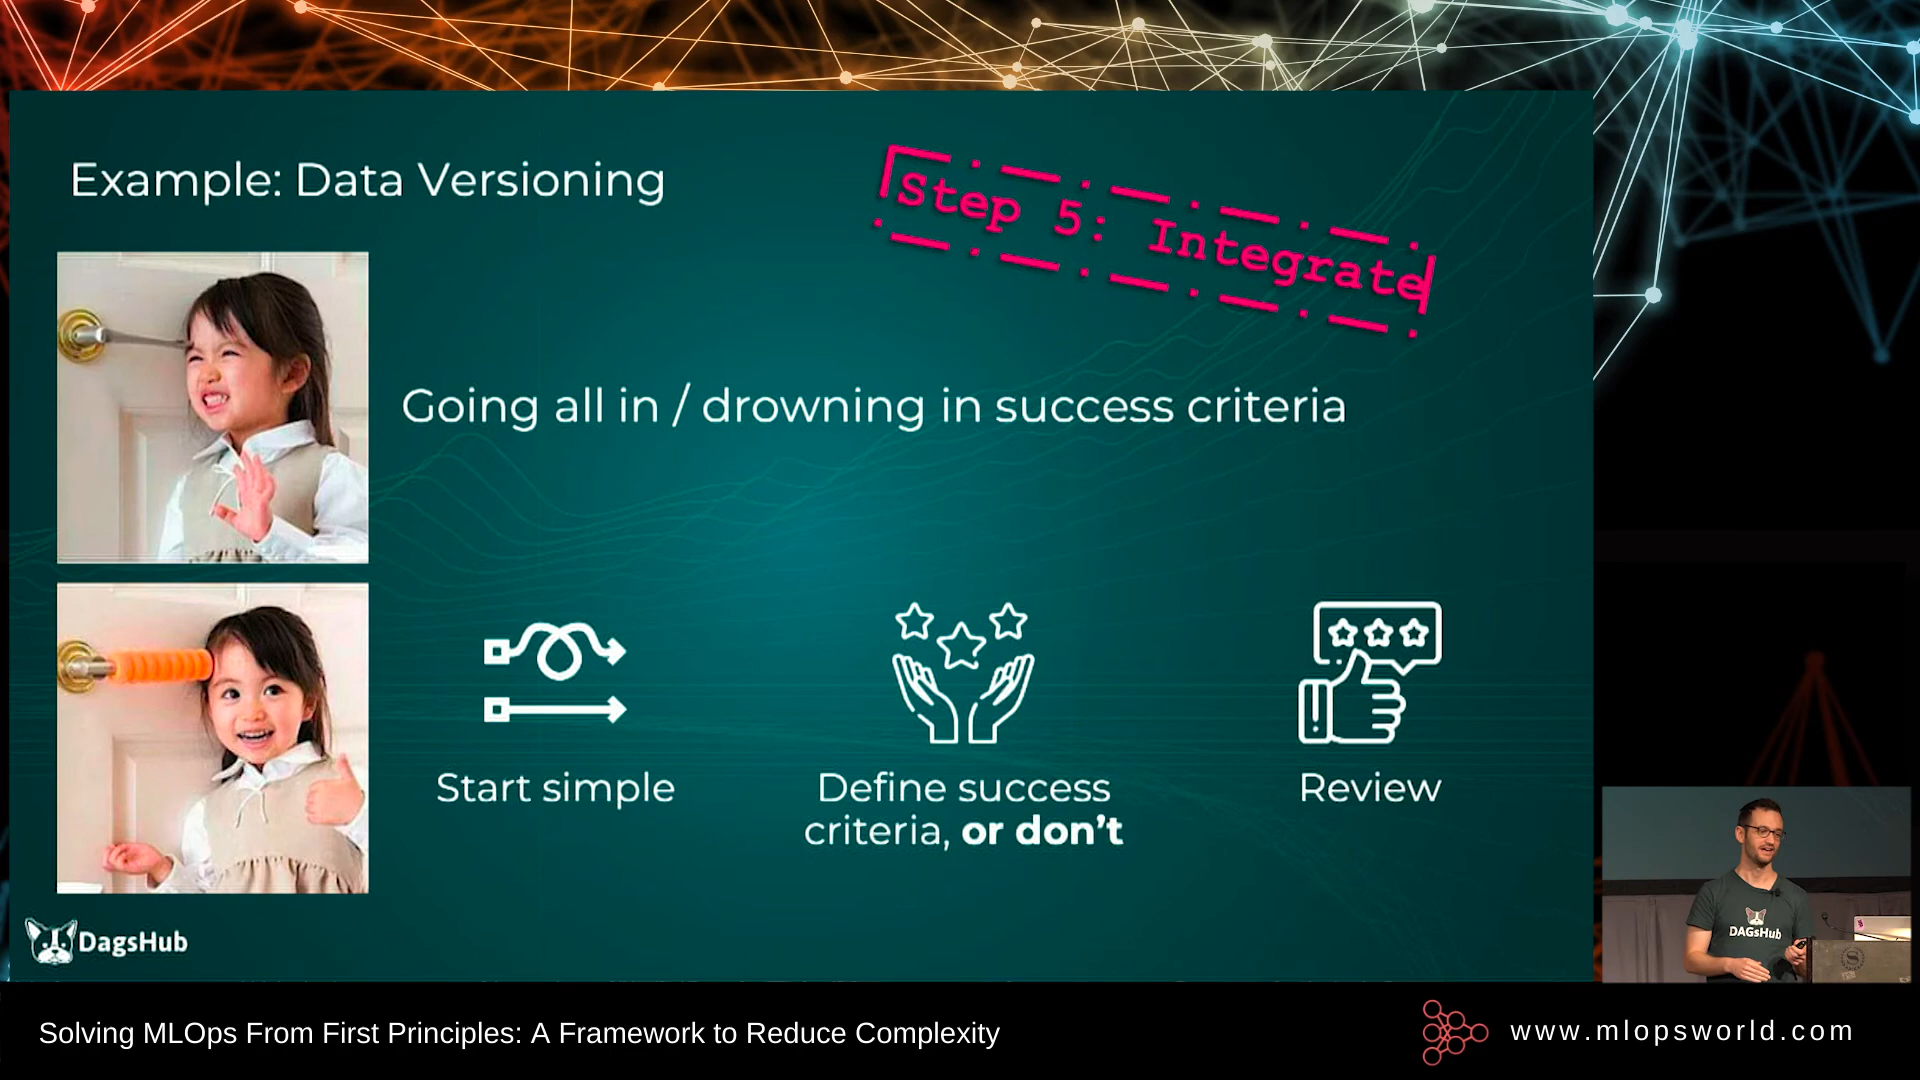 Example: Data Versioning
Step 5: Integrate
Going all in / drowning in success criteria
Start simple
Define success
criteria, or don't
Review
DagsHub
DAGsHub
Solving MLOps From First Principles: A Framework to Reduce Complexity
www.mlopsworld.com